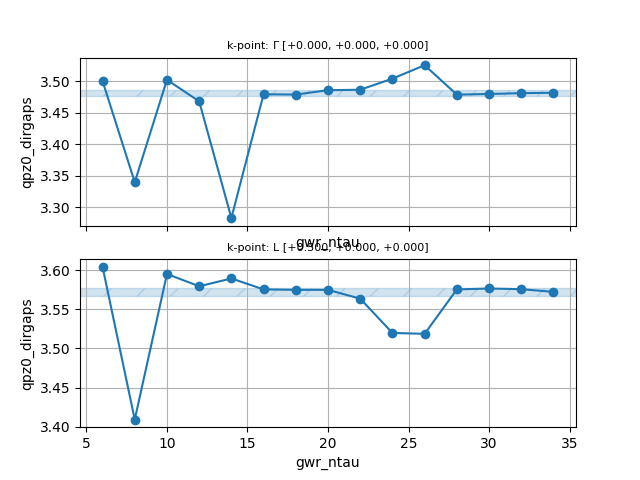 k-point: Γ [+0.000, +0.000, +0.000]
3.50
3.45
3.40
3.35
3.30
qpz0_dirgaps
gwr_ntau
k-point: L [+0.500, +0.000, +0.000]
3.60
3.55
3.50
3.45
3.40
qpz0_dirgaps
5 10 15 20 25 30 35
gwr_ntau